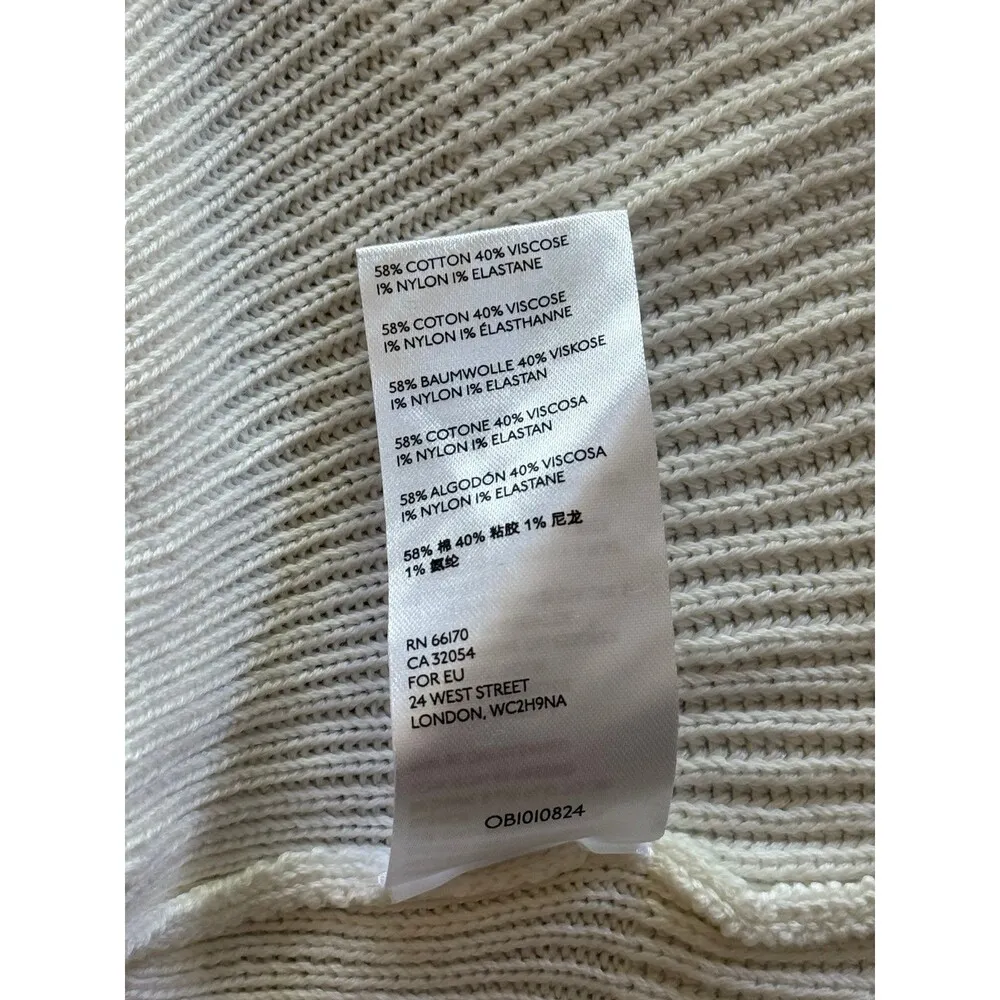 58% COTTON 40% VISCOSE
1% NYLON 1% ELASTANE
58% COTON 40% VISCOSE
1% NYLON 1% ÉLASTHANNE
58% BAUMWOLLE 40% VISKOSE
1% NYLON 1% ELASTAN
58% COTONE 40% VISCOSA
1% NYLON 1% ELASTAN
58% ALGODÓN 40% VISCOSA
1% NYLON 1% ELASTANE
58% 棉 40% 粘胶 1% 尼龙
1% 氨纶
RN 66170
CA 32054
FOR EU
24 WEST STREET
LONDON, WC2H9NA
OB1010824